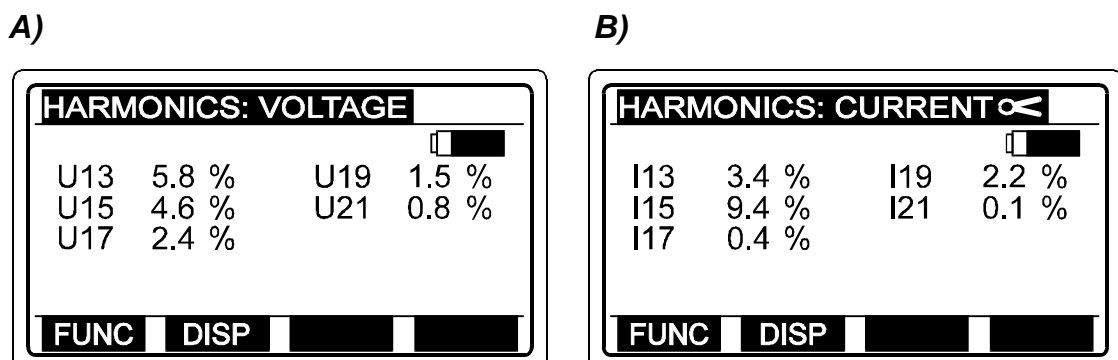 A)
HARMONICS: VOLTAGE
U13 5.8 % U19 1.5 %
U15 4.6 % U21 0.8 %
U17 2.4 %
FUNC DISP
B)
HARMONICS: CURRENT
I13 3.4 % I19 2.2 %
I15 9.4 % I21 0.1 %
I17 0.4 %
FUNC DISP